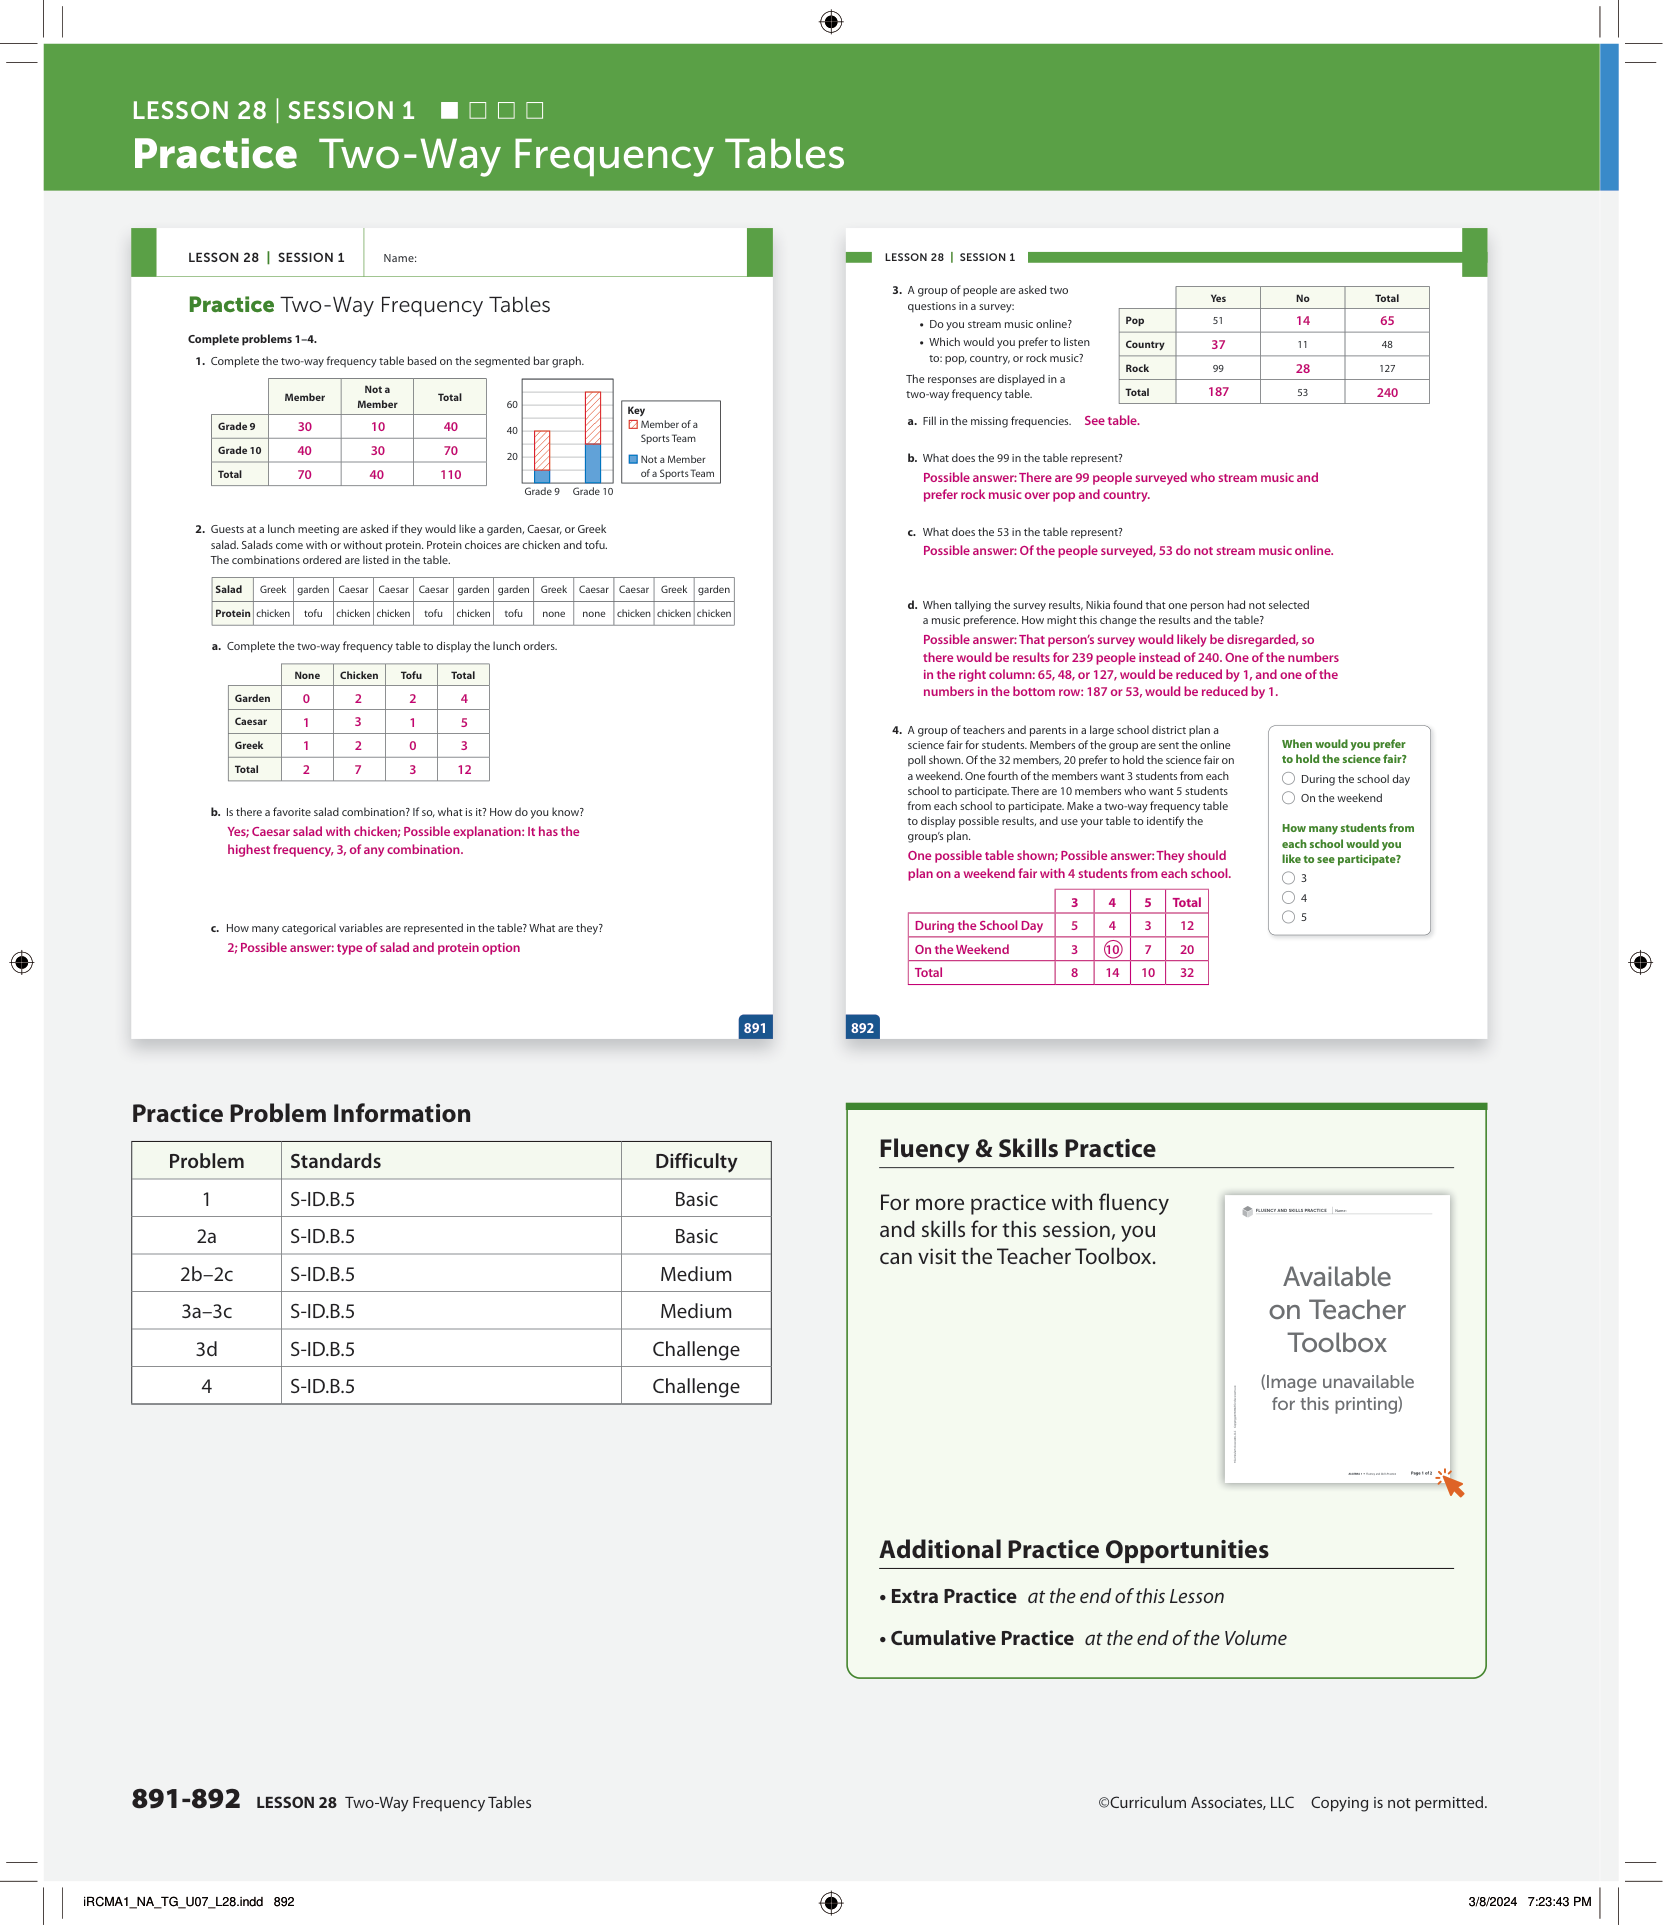 LESSON 28 | SESSION 1
Practice Two-Way Frequency Tables
LESSON 28 | SESSION 1 Name:
Practice Two-Way Frequency Tables
Complete problems 1–4.
1. Complete the two-way frequency table based on the segmented bar graph.
Member Not a Member Total
Grade 9 30 10 40
Grade 10 40 30 70
Total 70 40 110
60
40
20
Grade 9 Grade 10
Key
Member of a
Sports Team
Not a Member
of a Sports Team
2. Guests at a lunch meeting are asked if they would like a garden, Caesar, or Greek
salad. Salads come with or without protein. Protein choices are chicken and tofu.
The combinations ordered are listed in the table.
Salad Greek garden Caesar Caesar Caesar garden garden Greek Caesar Caesar Greek garden
Protein chicken tofu chicken chicken tofu chicken tofu none none chicken chicken chicken
a. Complete the two-way frequency table to display the lunch orders.
None Chicken Tofu Total
Garden 0 2 2 4
Caesar 1 3 1 5
Greek 1 2 0 3
Total 2 7 3 12
b. Is there a favorite salad combination? If so, what is it? How do you know?
Yes; Caesar salad with chicken; Possible explanation: It has the
highest frequency, 3, of any combination.
c. How many categorical variables are represented in the table? What are they?
2; Possible answer: type of salad and protein option
891
LESSON 28 | SESSION 1
3. A group of people are asked two
questions in a survey:
• Do you stream music online?
• Which would you prefer to listen
to: pop, country, or rock music?
The responses are displayed in a
two-way frequency table.
Yes No Total
Pop 51 14 65
Country 37 11 48
Rock 99 28 127
Total 187 53 240
a. Fill in the missing frequencies. See table.
b. What does the 99 in the table represent?
Possible answer: There are 99 people surveyed who stream music and
prefer rock music over pop and country.
c. What does the 53 in the table represent?
Possible answer: Of the people surveyed, 53 do not stream music online.
d. When tallying the survey results, Nikia found that one person had not selected
a music preference. How might this change the results and the table?
Possible answer: That person's survey would likely be disregarded, so
there would be results for 239 people instead of 240. One of the numbers
in the right column: 65, 48, or 127, would be reduced by 1, and one of the
numbers in the bottom row: 187 or 53, would be reduced by 1.
4. A group of teachers and parents in a large school district plan a
science fair for students. Members of the group are sent the online
poll shown. Of the 32 members, 20 prefer to hold the science fair on
a weekend. One fourth of the members want 3 students from each
school to participate. There are 10 members who want 5 students
from each school to participate. Make a two-way frequency table
to display possible results, and use your table to identify the
group's plan.
One possible table shown; Possible answer: They should
plan on a weekend fair with 4 students from each school.
3 4 5 Total
During the School Day 5 4 3 12
On the Weekend 3 10 7 20
Total 8 14 10 32
When would you prefer
to hold the science fair?
During the school day
On the weekend
How many students from
each school would you
like to see participate?
3
4
5
892
Practice Problem Information
Problem Standards Difficulty
1 S-ID.B.5 Basic
2a S-ID.B.5 Basic
2b–2c S-ID.B.5 Medium
3a–3c S-ID.B.5 Medium
3d S-ID.B.5 Challenge
4 S-ID.B.5 Challenge
Fluency & Skills Practice
For more practice with fluency
and skills for this session, you
can visit the Teacher Toolbox.
FLUENCY AND SKILLS PRACTICE | Name:
Available
on Teacher
Toolbox
(Image unavailable
for this printing)
Page 1 of 2
Additional Practice Opportunities
• Extra Practice at the end of this Lesson
• Cumulative Practice at the end of the Volume
891-892 LESSON 28 Two-Way Frequency Tables
©Curriculum Associates, LLC Copying is not permitted.
iRCMA1_NA_TG_U07_L28.indd 892
3/8/2024 7:23:43 PM